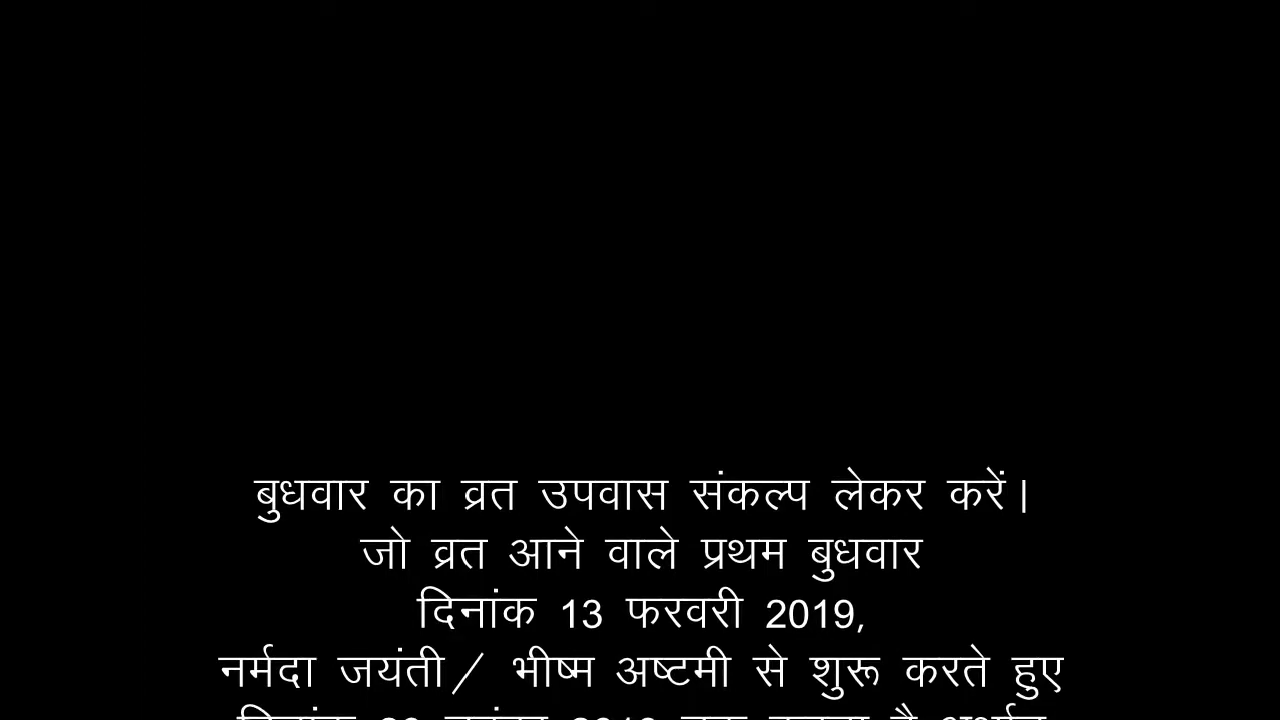 बुधवार का व्रत उपवास संकल्प लेकर करें।
जो व्रत आने वाले प्रथम बुधवार
दिनांक 13 फरवरी 2019,
नर्मदा जयंती/ भीष्म अष्टमी से शुरू करते हुए
दिनांक